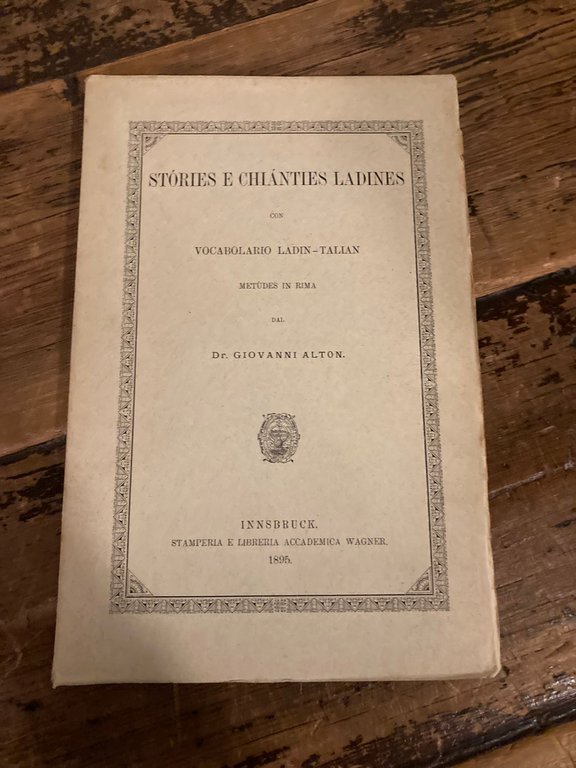 STÓRIES E CHIÁNTIES LADINES
CON
VOCABOLARIO LADIN-TALIAN
METÜDES IN RIMA
DAL
Dr. GIOVANNI ALTON.
INNSBRUCK.
STAMPERIA E LIBRERIA ACCADEMICA WAGNER.
1895.